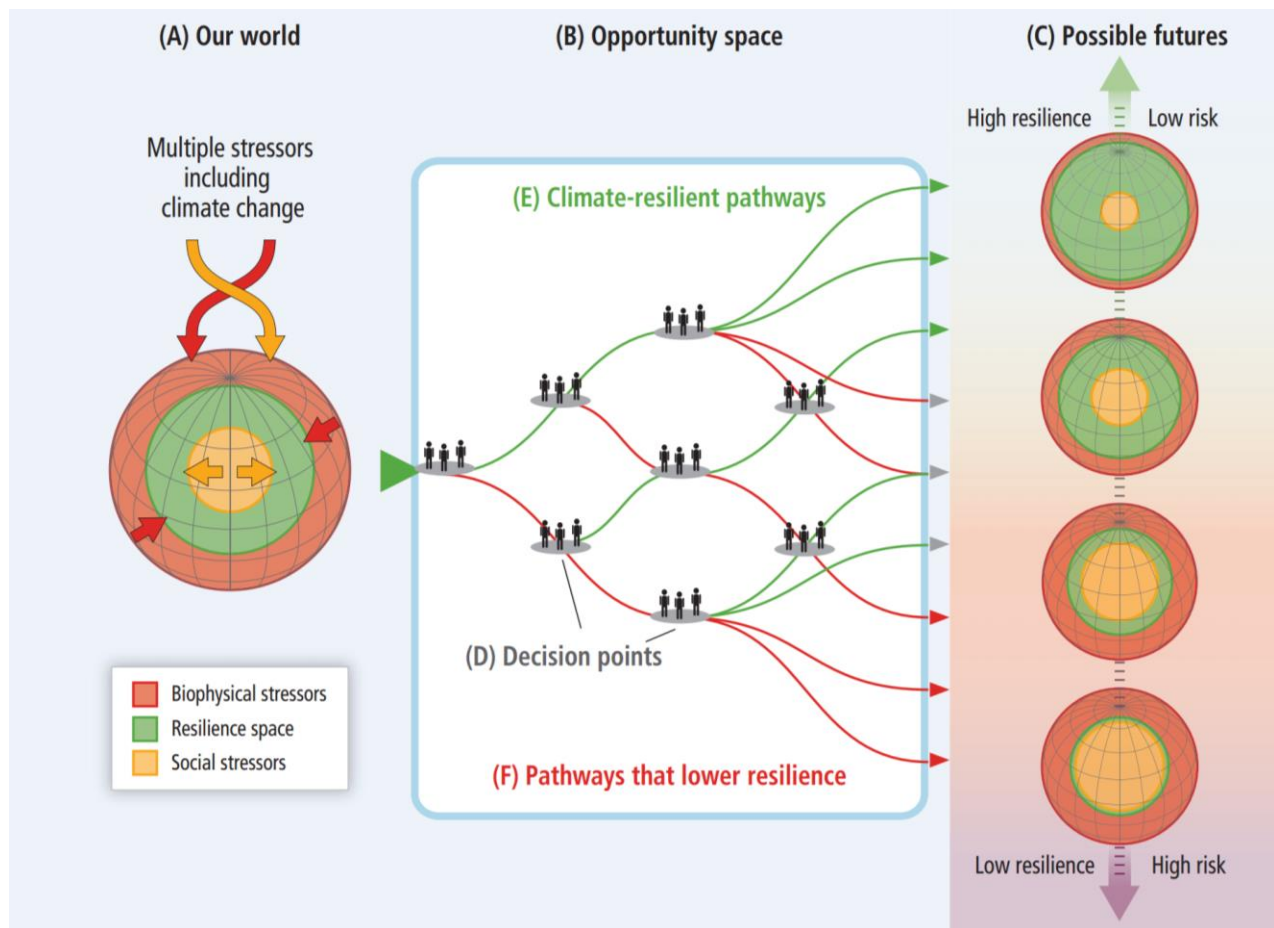 (A) Our world
(B) Opportunity space
(C) Possible futures
Multiple stressors
including
climate change
Biophysical stressors
Resilience space
Social stressors
(E) Climate-resilient pathways
(D) Decision points
(F) Pathways that lower resilience
High resilience
Low risk
Low resilience
High risk